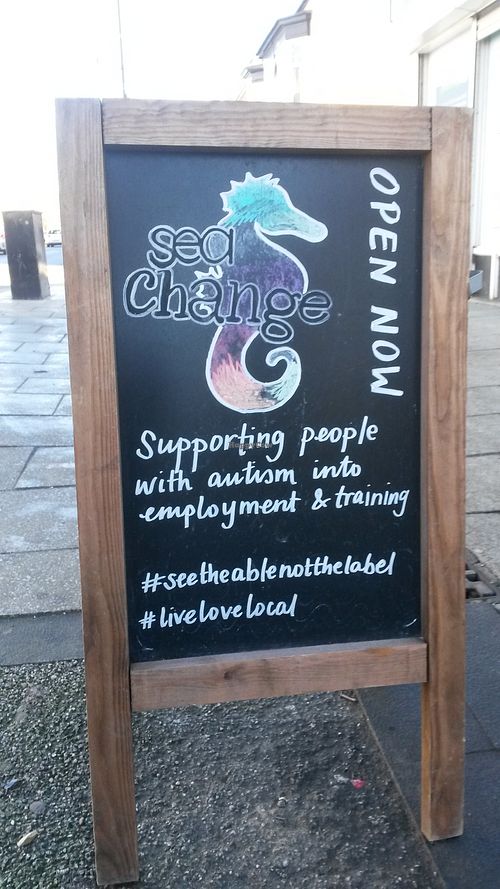 sea
change
OPEN NOW
Supporting people
with autism into
employment & training
#seetheablenotthelabel
#livelovelocal